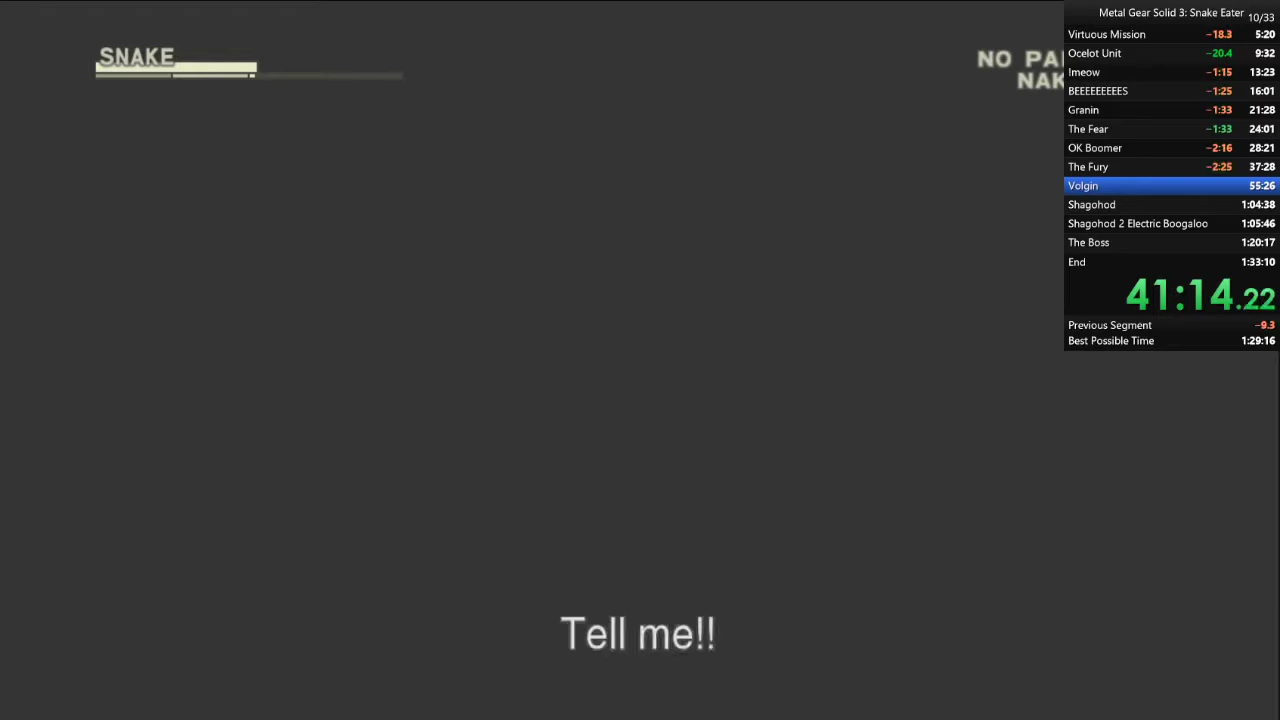 SNAKE
NO PA
NAK
Metal Gear Solid 3: Snake Eater 10/33
Virtuous Mission −18.3 5:20
Ocelot Unit −20.4 9:32
!meow −1:15 13:23
BEEEEEEEEES −1:25 16:01
Granin −1:33 21:28
The Fear −1:33 24:01
OK Boomer −2:16 28:21
The Fury −2:25 37:28
Volgin 55:26
Shagohod 1:04:38
Shagohod 2 Electric Boogaloo 1:05:46
The Boss 1:20:17
End 1:33:10
41:14.22
Previous Segment −9.3
Best Possible Time 1:29:16
Tell me!!